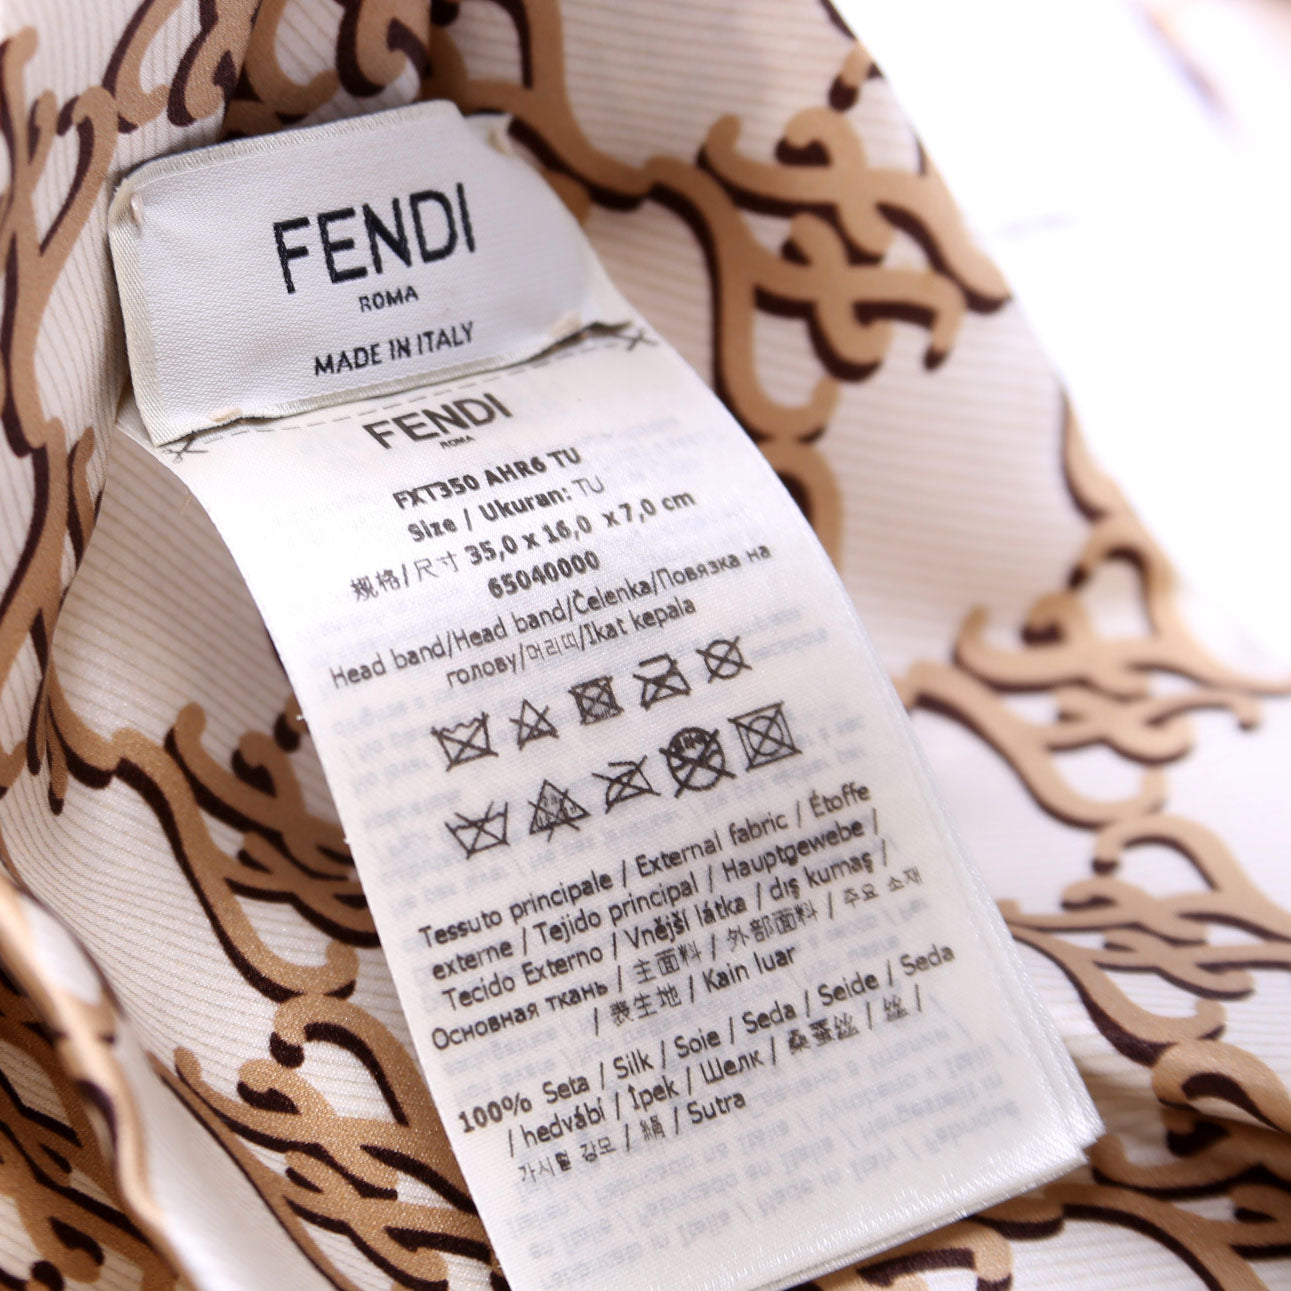 FENDI
ROMA
MADE IN ITALY
FENDI
ROMA
FXT350 AHR6 TU
Size / Ukuran: TU
规格/尺寸 35,0 x 16,0 x 7,0 cm
65040000
Head band/Head band/Čelenka/Повязка на
голову/머리띠/Ikat kepala
Tessuto principale / External fabric / Étoffe
externe / Tejido principal / Hauptgewebe /
Tecido Externo / Vnější látka / dış kumaş /
Основная ткань / 主面料 / 外部面料 / 주요 소재
/ 表生地 / Kain luar
100% Seta / Silk / Soie / Seda / Seide / Seda
/ hedvábí / İpek / Шелк / 桑蚕丝 / 丝 /
가시털 감모 / 絹 / Sutra